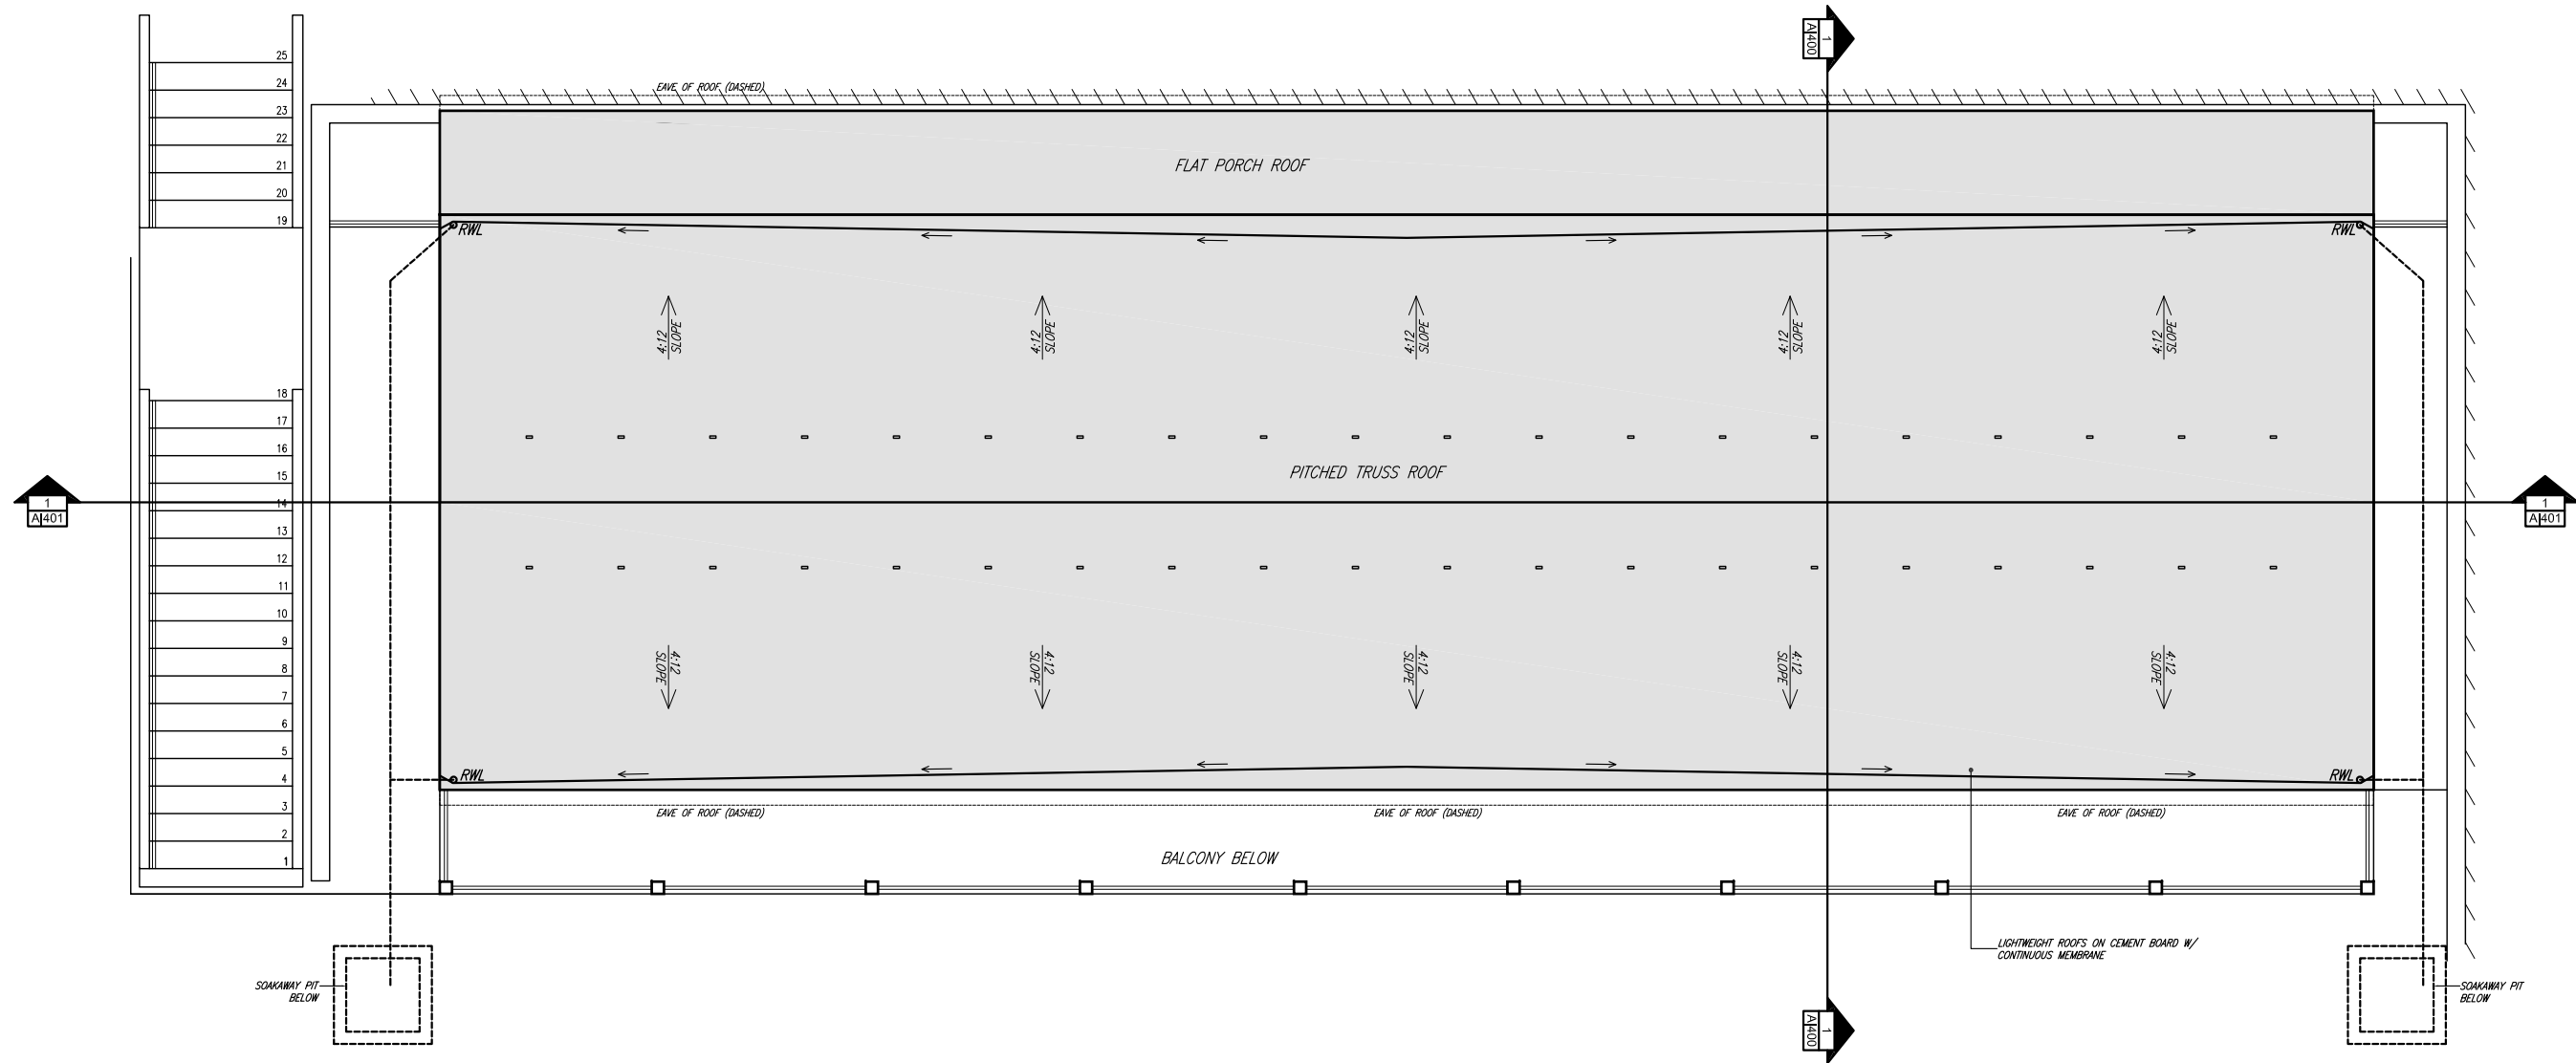 1
A400
25
24
EAVE OF ROOF (DASHED)
23
22
21
20
19
FLAT PORCH ROOF
RWL
RWL
4:12
SLOPE
4:12
SLOPE
4:12
SLOPE
4:12
SLOPE
4:12
SLOPE
18
17
16
15
14
13
12
11
10
9
8
7
6
5
4
3
2
1
PITCHED TRUSS ROOF
1
A401
1
A401
4:12
SLOPE
4:12
SLOPE
4:12
SLOPE
4:12
SLOPE
4:12
SLOPE
RWL
RWL
EAVE OF ROOF (DASHED)
EAVE OF ROOF (DASHED)
EAVE OF ROOF (DASHED)
BALCONY BELOW
LIGHTWEIGHT ROOFS ON CEMENT BOARD W/
CONTINUOUS MEMBRANE
SOAKAWAY PIT
BELOW
SOAKAWAY PIT
BELOW
1
A400